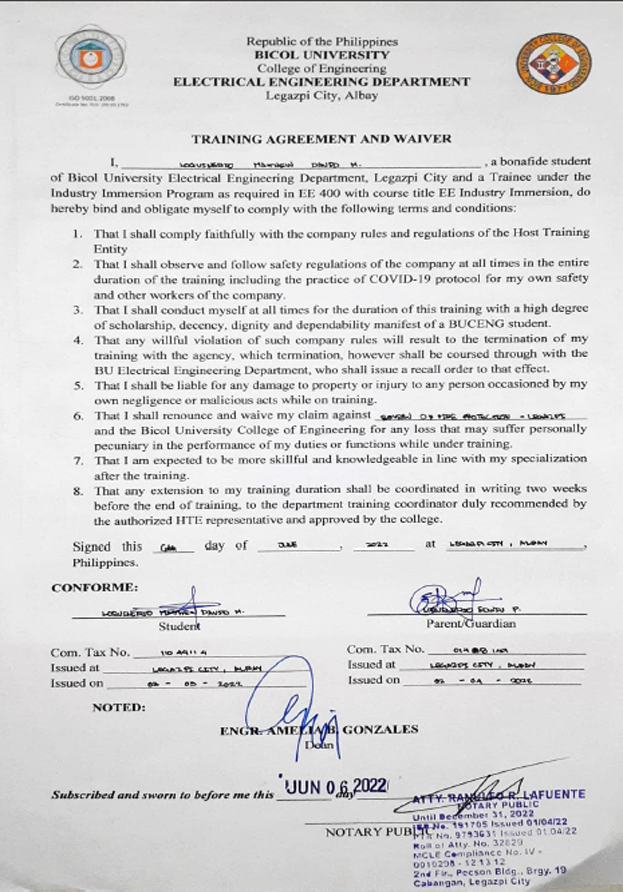 Republic of the Philippines
BICOL UNIVERSITY
College of Engineering
ELECTRICAL ENGINEERING DEPARTMENT
Legazpi City, Albay
ISO 9001:2008
TRAINING AGREEMENT AND WAIVER
I, , a bonafide student
of Bicol University Electrical Engineering Department, Legazpi City and a Trainee under the
Industry Immersion Program as required in EE 400 with course title EE Industry Immersion, do
hereby bind and obligate myself to comply with the following terms and conditions:
1. That I shall comply faithfully with the company rules and regulations of the Host Training
Entity
2. That I shall observe and follow safety regulations of the company at all times in the entire
duration of the training including the practice of COVID-19 protocol for my own safety
and other workers of the company.
3. That I shall conduct myself at all times for the duration of this training with a high degree
of scholarship, decency, dignity and dependability manifest of a BUCENG student.
4. That any willful violation of such company rules will result to the termination of my
training with the agency, which termination, however shall be coursed through with the
BU Electrical Engineering Department, who shall issue a recall order to that effect.
5. That I shall be liable for any damage to property or injury to any person occasioned by my
own negligence or malicious acts while on training.
6. That I shall renounce and waive my claim against BUREAU OF FIRE PROTECTION - LEGAZPI
and the Bicol University College of Engineering for any loss that may suffer personally
pecuniary in the performance of my duties or functions while under training.
7. That I am expected to be more skillful and knowledgeable in line with my specialization
after the training.
8. That any extension to my training duration shall be coordinated in writing two weeks
before the end of training, to the department training coordinator duly recommended by
the authorized HTE representative and approved by the college.
Signed this day of JUNE, 2022 at LEGAZPI CITY, ALBAY,
Philippines.
CONFORME:
Student
Parent/Guardian
Com. Tax No.
Com. Tax No.
Issued at LEGAZPI CITY, ALBAY
Issued at LEGAZPI CITY, ALBAY
Issued on 2022
Issued on 2022
NOTED:
ENGR. AMELIA B. GONZALES
Dean
Subscribed and sworn to before me this JUN 06 2022 day
ATTY. R. LAFUENTE
NOTARY PUBLIC
NOTARY PUBLIC
Until December 31, 2022
No. 191705 Issued 01/04/22
PTR No. 9793631 Issued 01.04/22
Roll of Atty. No. 32829
MCLE Compliance No. IV -
2nd Flr., Pecson Bldg., Brgy. 19
Cabangan, Legazpi City